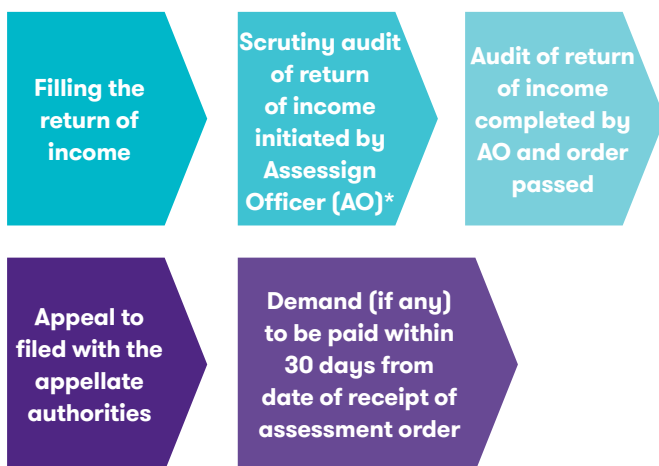 Filling the
return of
income
Scrutiny audit
of return
of income
initiated by
Assessign
Officer (AO)*
Audit of return
of income
completed by
AO and order
passed
Appeal to
filed with the
appellate
authorities
Demand (if any)
to be paid within
30 days from
date of receipt of
assessment order